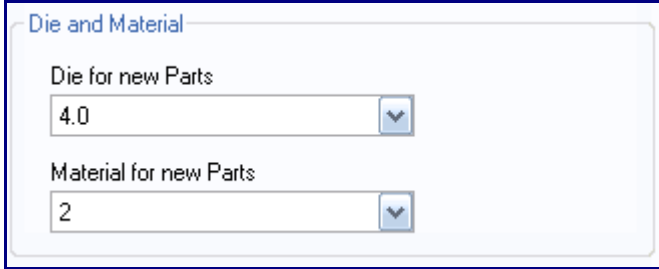 Die and Material
Die for new Parts
4.0
Material for new Parts
2